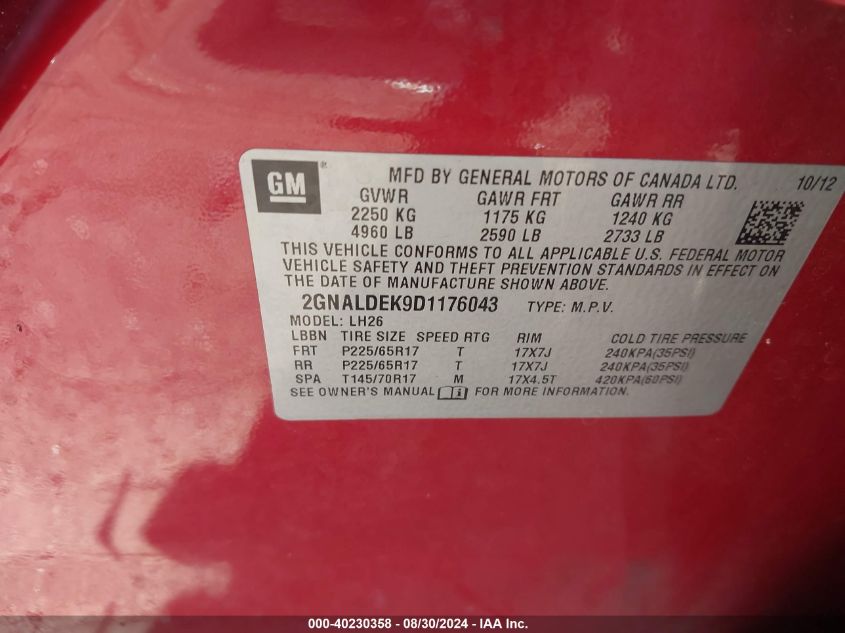 GM ®
MFD BY GENERAL MOTORS OF CANADA LTD. 10/12
GVWR GAWR FRT GAWR RR
2250 KG 1175 KG 1240 KG
4960 LB 2590 LB 2733 LB
THIS VEHICLE CONFORMS TO ALL APPLICABLE U.S. FEDERAL MOTOR
VEHICLE SAFETY AND THEFT PREVENTION STANDARDS IN EFFECT ON
THE DATE OF MANUFACTURE SHOWN ABOVE.
2GNALDEK9D1176043 TYPE: M.P.V.
MODEL: LH26
LBBN TIRE SIZE SPEED RTG RIM COLD TIRE PRESSURE
FRT P225/65R17 T 17X7J 240KPA(35PSI)
RR P225/65R17 T 17X7J 240KPA(35PSI)
SPA T145/70R17 M 17X4.5T 420KPA(60PSI)
SEE OWNER'S MANUAL FOR MORE INFORMATION.
000-40230358 - 08/30/2024 - IAA Inc.